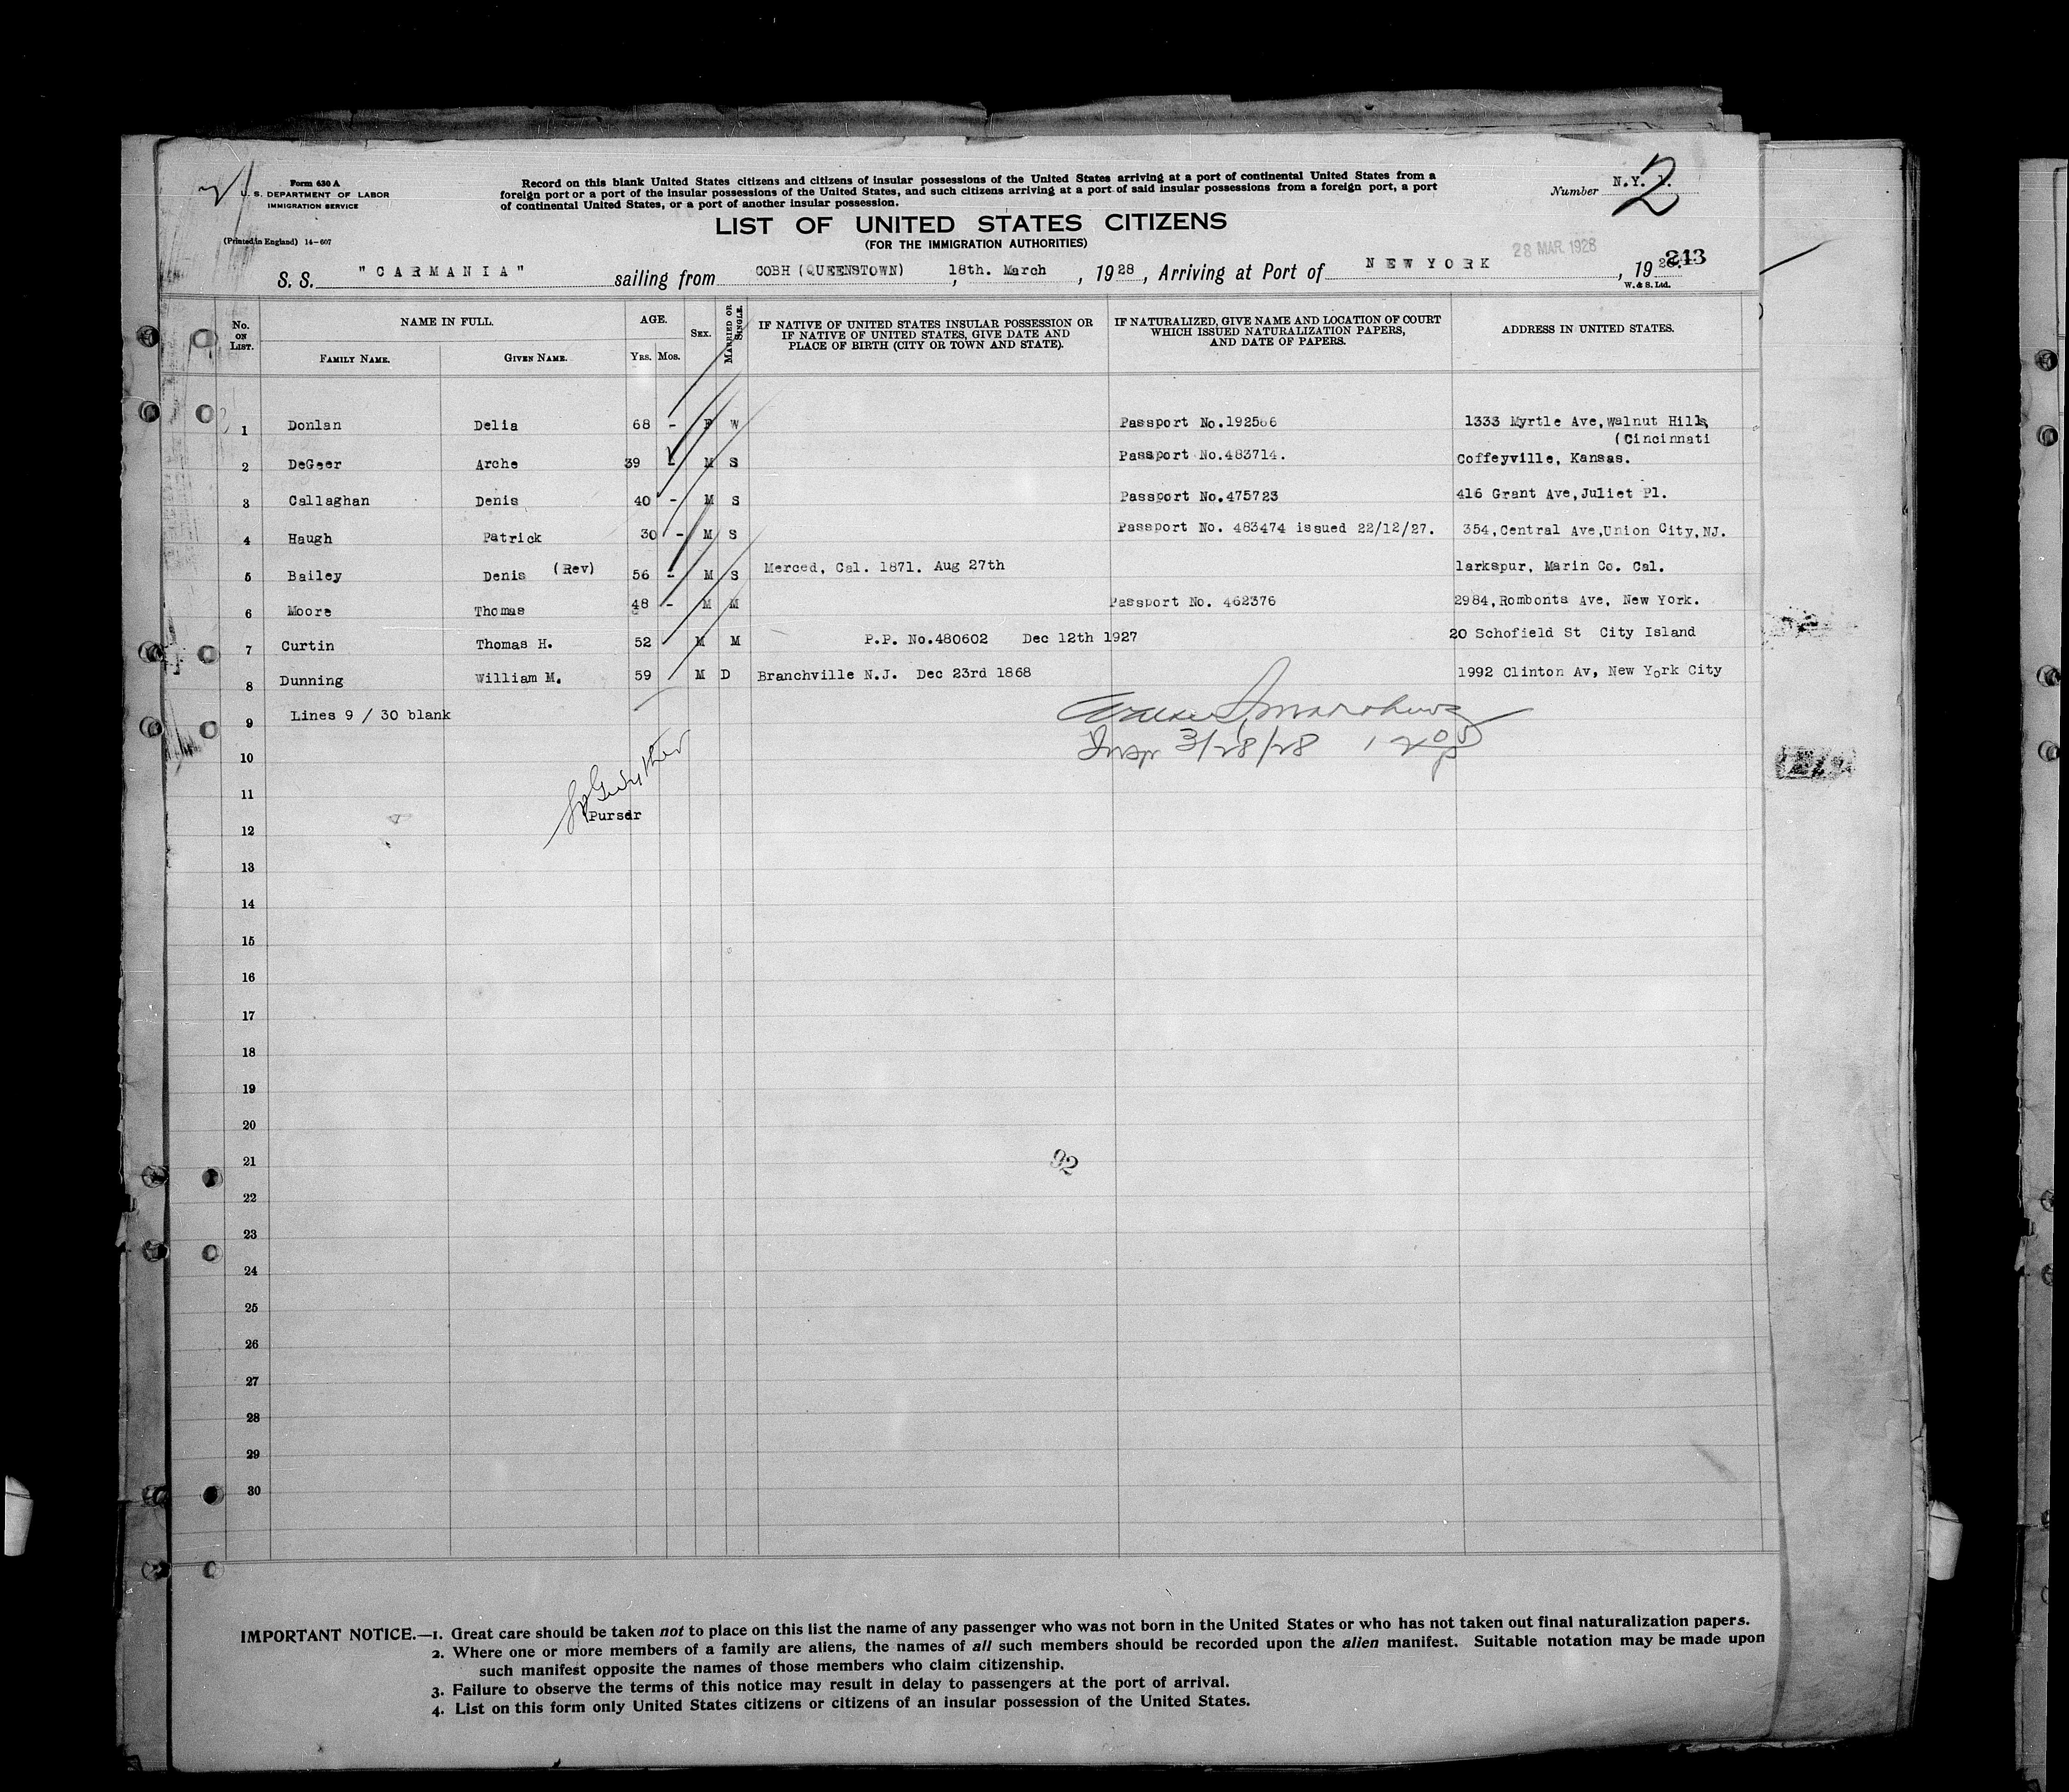 Form 630 A
U. S. DEPARTMENT OF LABOR
IMMIGRATION SERVICE
(Printed in England) 14-607
Record on this blank United States citizens and citizens of insular possessions of the United States arriving at a port of continental United States from a
foreign port or a port of the insular possessions of the United States, and such citizens arriving at a port of said insular possessions from a foreign port, a port
of continental United States, or a port of another insular possession.
Number N.Y. 2
LIST OF UNITED STATES CITIZENS
(FOR THE IMMIGRATION AUTHORITIES)
28 MAR 1928
243
S. S. "CARMANIA" sailing from COBH (QUEENSTOWN), 18th. March, 1928, Arriving at Port of NEW YORK, 1928.
W. & S. Ltd.
No. ON LIST. NAME IN FULL. AGE. SEX. MARRIED OR SINGLE. IF NATIVE OF UNITED STATES INSULAR POSSESSION OR IF NATIVE OF UNITED STATES, GIVE DATE AND PLACE OF BIRTH (CITY OR TOWN AND STATE). IF NATURALIZED, GIVE NAME AND LOCATION OF COURT WHICH ISSUED NATURALIZATION PAPERS, AND DATE OF PAPERS. ADDRESS IN UNITED STATES.
FAMILY NAME. GIVEN NAME. YRS. MOS.
1 Donlan Delia 68 - F W Passport No.192566 1333 Myrtle Ave,Walnut Hills,
(Cincinnati
2 DeGeer Arche 39 - M S Passport No.483714. Coffeyville, Kansas.
3 Callaghan Denis 40 - M S Passport No.475723 416 Grant Ave,Juliet Pl.
4 Haugh Patrick 30 - M S Passport No. 483474 issued 22/12/27. 354,Central Ave,Union City,NJ.
5 Bailey Denis (Rev) 56 - M S Merced, Cal. 1871. Aug 27th larkspur, Marin Co. Cal.
6 Moore Thomas 48 - M M Passport No. 462376 2984,Rombonts Ave, New York.
7 Curtin Thomas H. 52 M M P.P. No.480602 Dec 12th 1927 20 Schofield St City Island
8 Dunning William M. 59 M D Branchville N.J. Dec 23rd 1868 1992 Clinton Av, New York City
9 Lines 9 / 30 blank
Insp 3/28/28
10
11
Purser
12
13
14
15
16
17
18
19
20
21
92
22
23
24
25
26
27
28
29
30
IMPORTANT NOTICE.—1. Great care should be taken not to place on this list the name of any passenger who was not born in the United States or who has not taken out final naturalization papers.
2. Where one or more members of a family are aliens, the names of all such members should be recorded upon the alien manifest. Suitable notation may be made upon
such manifest opposite the names of those members who claim citizenship.
3. Failure to observe the terms of this notice may result in delay to passengers at the port of arrival.
4. List on this form only United States citizens or citizens of an insular possession of the United States.